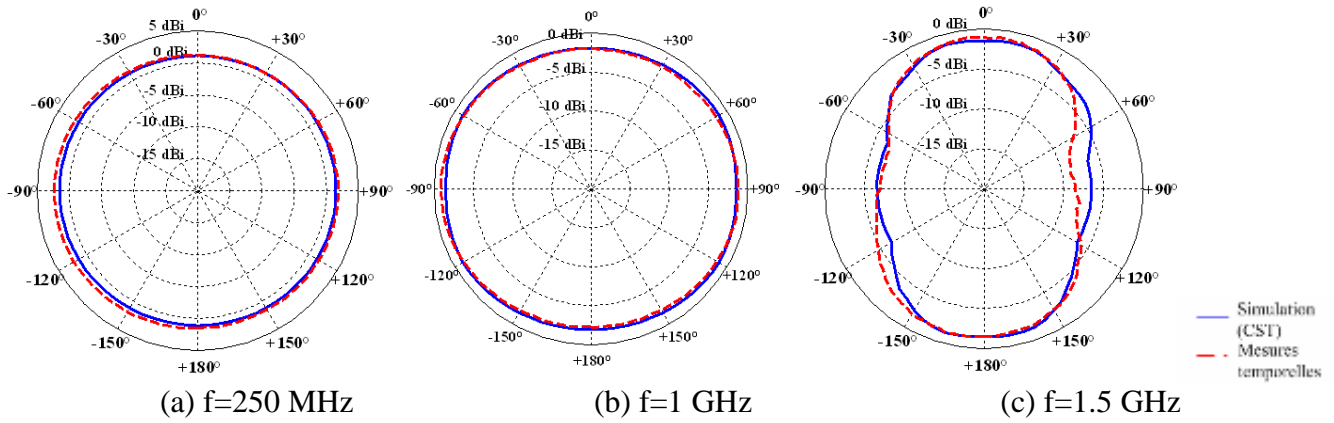 0°
5 dBi
0 dBi
-5 dBi
-10 dBi
-15 dBi
-30°
+30°
-60°
+60°
-90°
+90°
-120°
+120°
-150°
+150°
+180°
0°
0 dBi
-5 dBi
-10 dBi
-15 dBi
-30°
+30°
-60°
+60°
-90°
+90°
-120°
+120°
-150°
+150°
+180°
0°
0 dBi
-5 dBi
-10 dBi
-15 dBi
-30°
+30°
-60°
+60°
-90°
+90°
-120°
+120°
-150°
+150°
+180°
Simulation
(CST)
Mesures
temporelles
(a) f=250 MHz
(b) f=1 GHz
(c) f=1.5 GHz